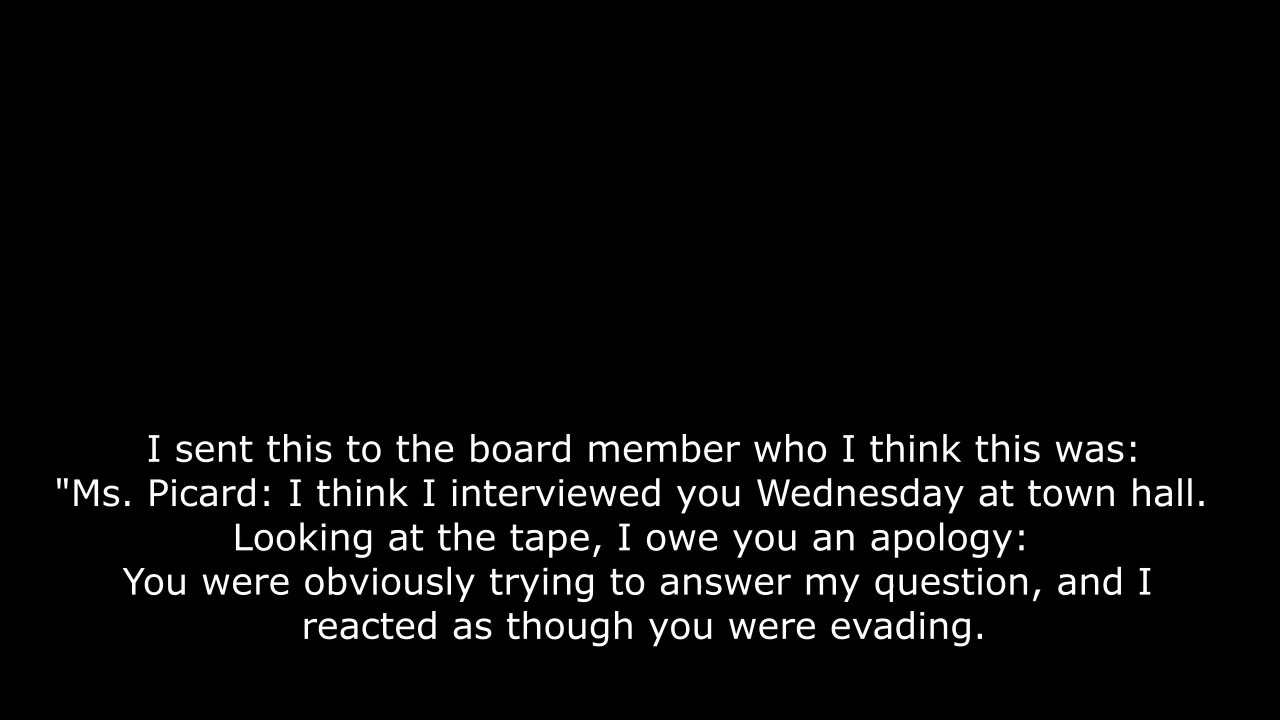 I sent this to the board member who I think this was:
"Ms. Picard: I think I interviewed you Wednesday at town hall.
Looking at the tape, I owe you an apology:
You were obviously trying to answer my question, and I
reacted as though you were evading.